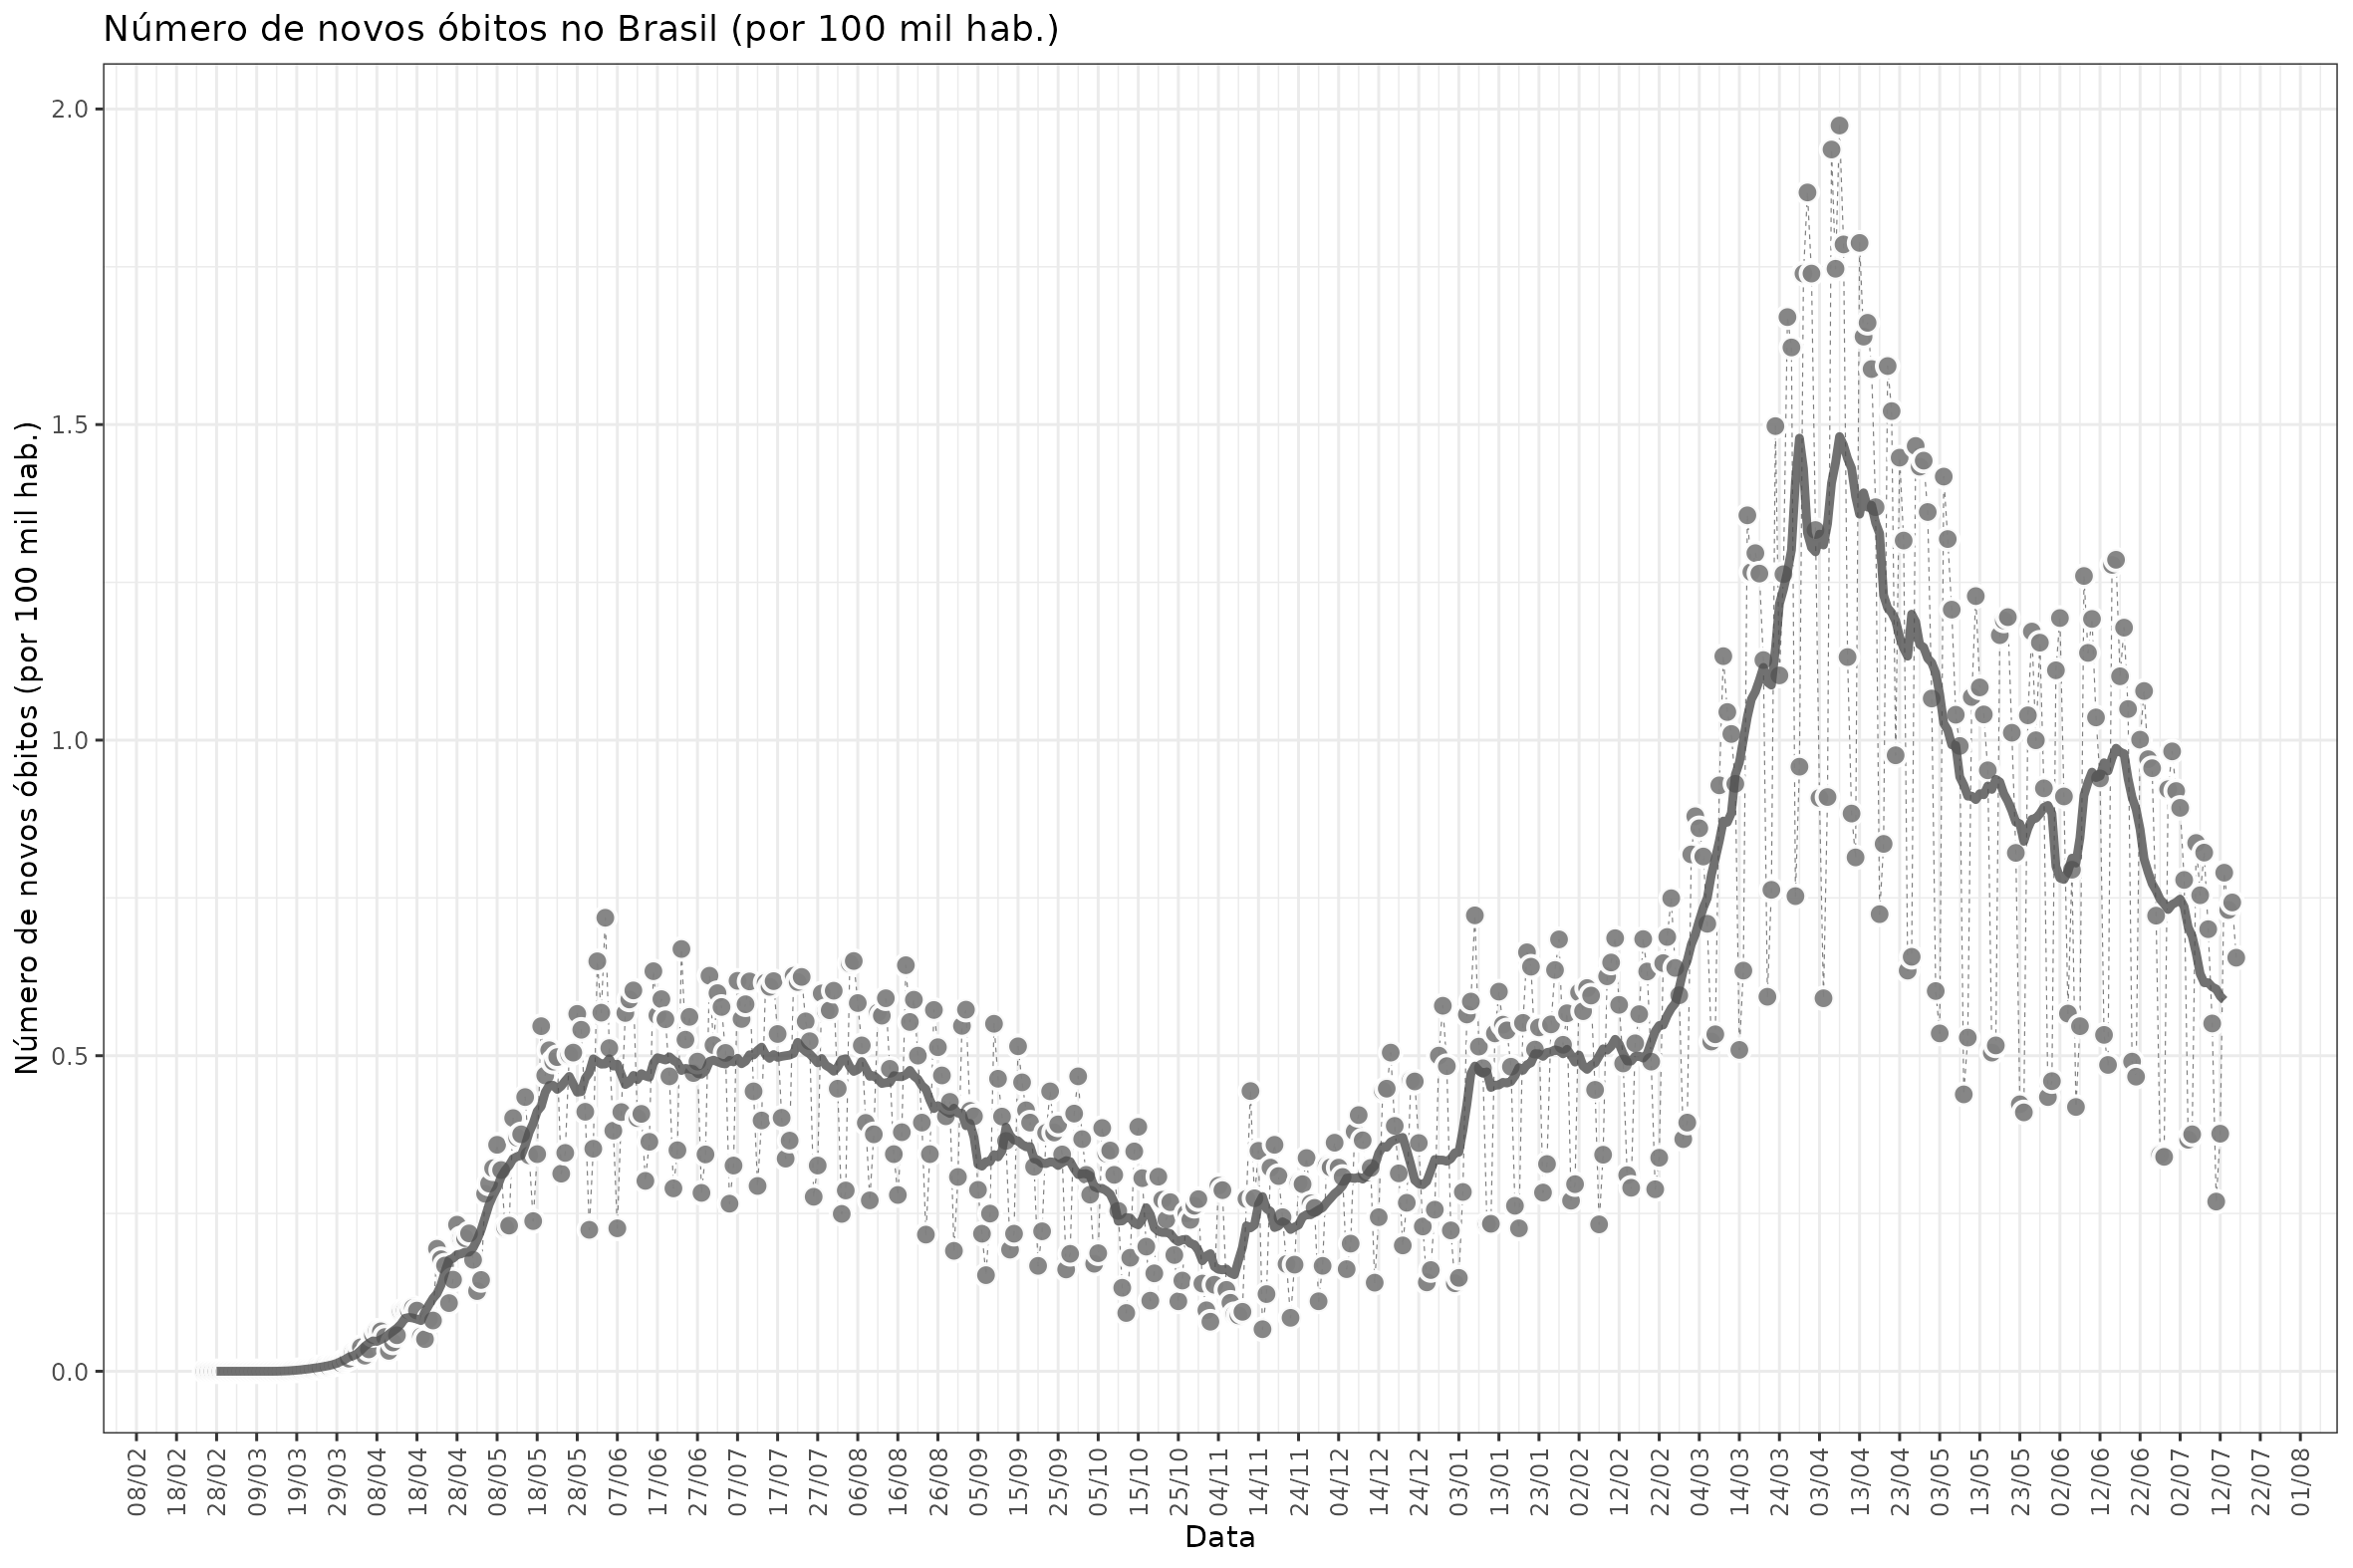 Número de novos óbitos no Brasil (por 100 mil hab.)
Número de novos óbitos (por 100 mil hab.)
2.0
1.5
1.0
0.5
0.0
08/02 18/02 28/02 09/03 19/03 29/03 08/04 18/04 28/04 08/05 18/05 28/05 07/06 17/06 27/06 07/07 17/07 27/07 06/08 16/08 26/08 05/09 15/09 25/09 05/10 15/10 25/10 04/11 14/11 24/11 04/12 14/12 24/12 03/01 13/01 23/01 02/02 12/02 22/02 04/03 14/03 24/03 03/04 13/04 23/04 03/05 13/05 23/05 02/06 12/06 22/06 02/07 12/07 22/07 01/08
Data